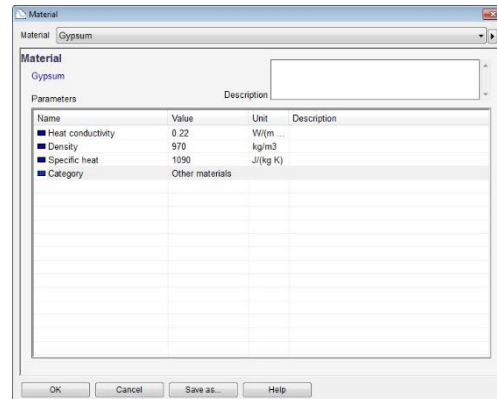 Material
Material Gypsum
Material
Gypsum
Description
Parameters
Name Value Unit Description
Heat conductivity 0.22 W/(m ...
Density 970 kg/m3
Specific heat 1090 J/(kg K)
Category Other materials
OK Cancel Save as... Help